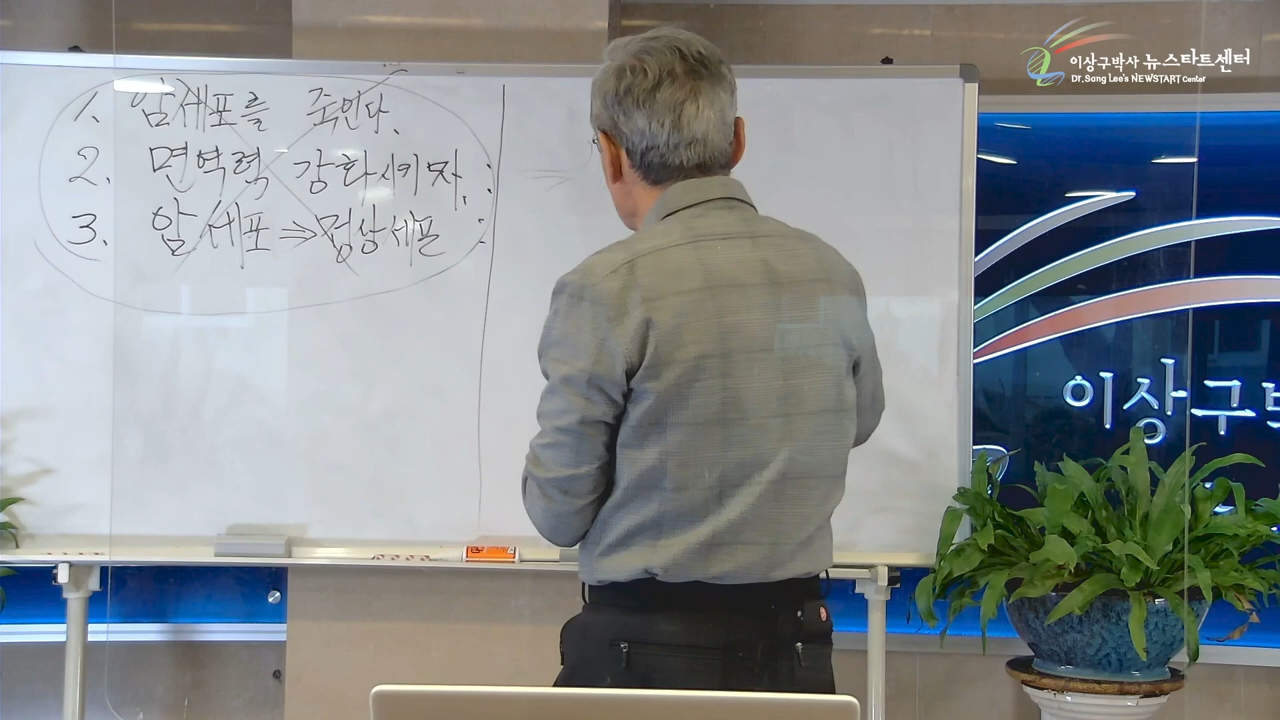 이상구박사 뉴스타트센터
Dr. Sang Lee's NEWSTART Center
1. 암세포를 죽인다.
2. 면역력 강화시키자.
3. 암세포 ⇒ 정상세포
이상구박